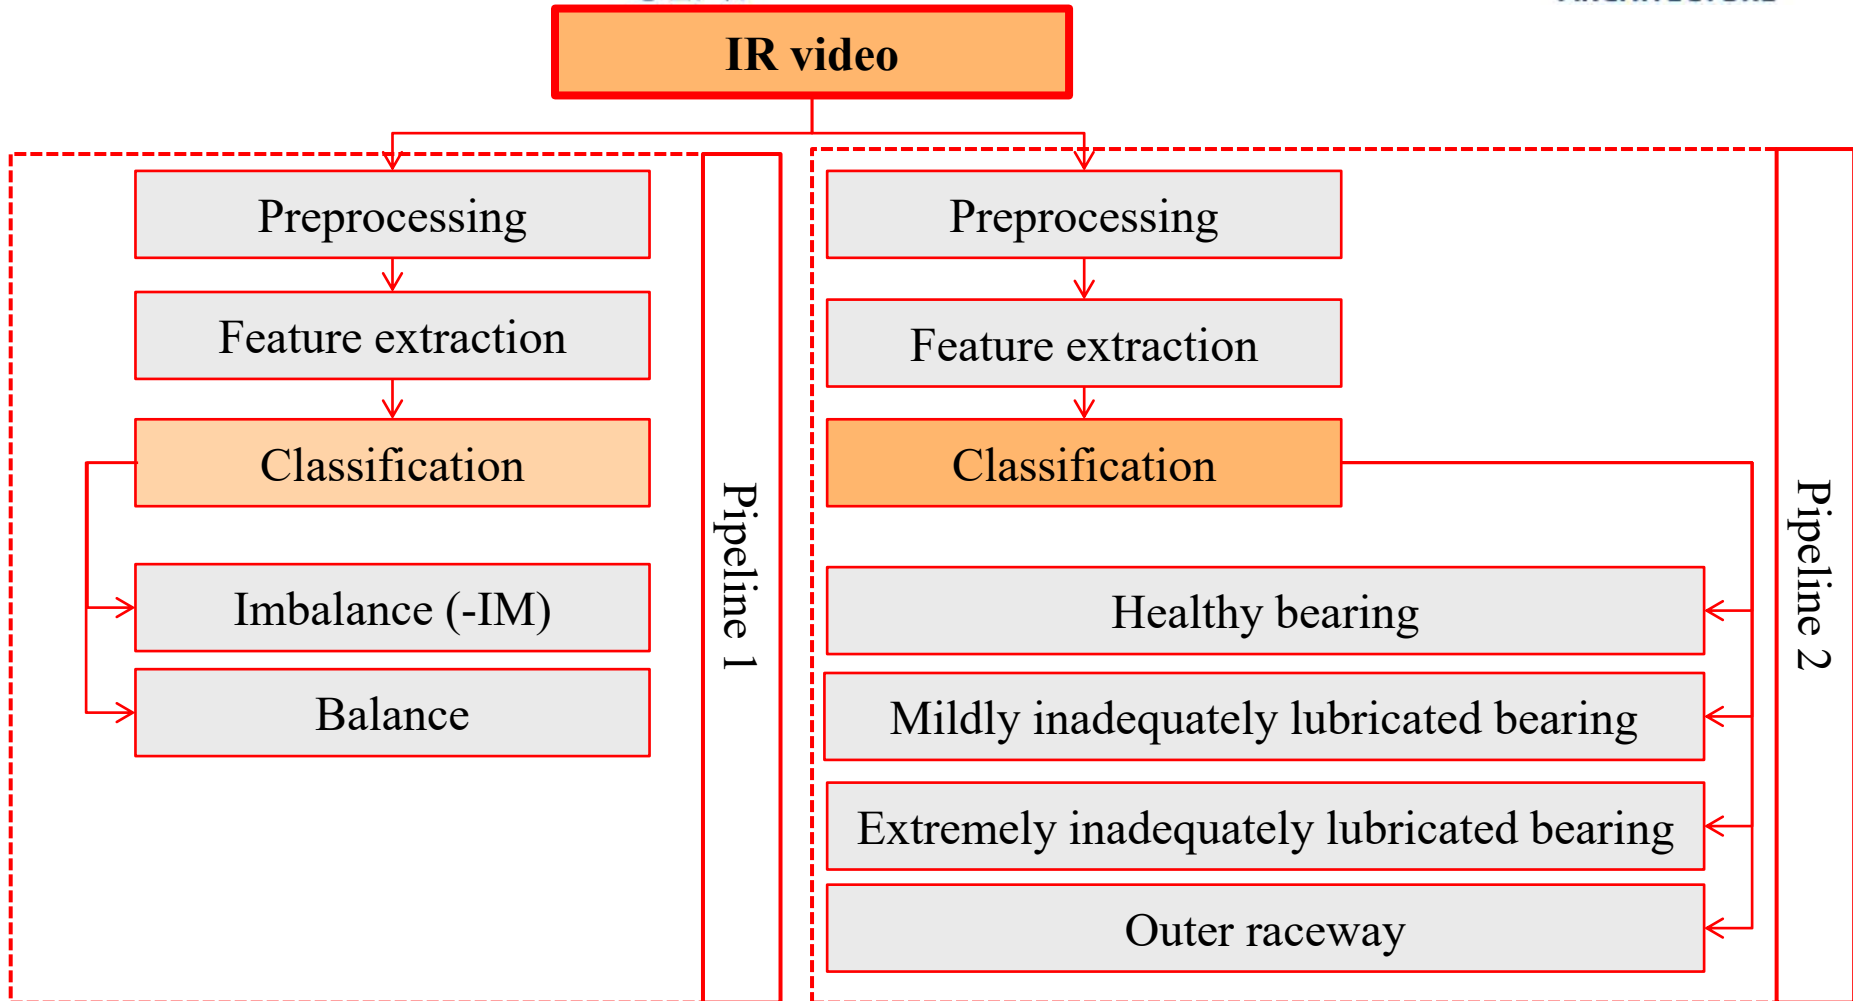 IR video
Preprocessing
Feature extraction
Classification
Imbalance (-IM)
Balance
Pipeline 1
Preprocessing
Feature extraction
Classification
Healthy bearing
Mildly inadequately lubricated bearing
Extremely inadequately lubricated bearing
Outer raceway
Pipeline 2